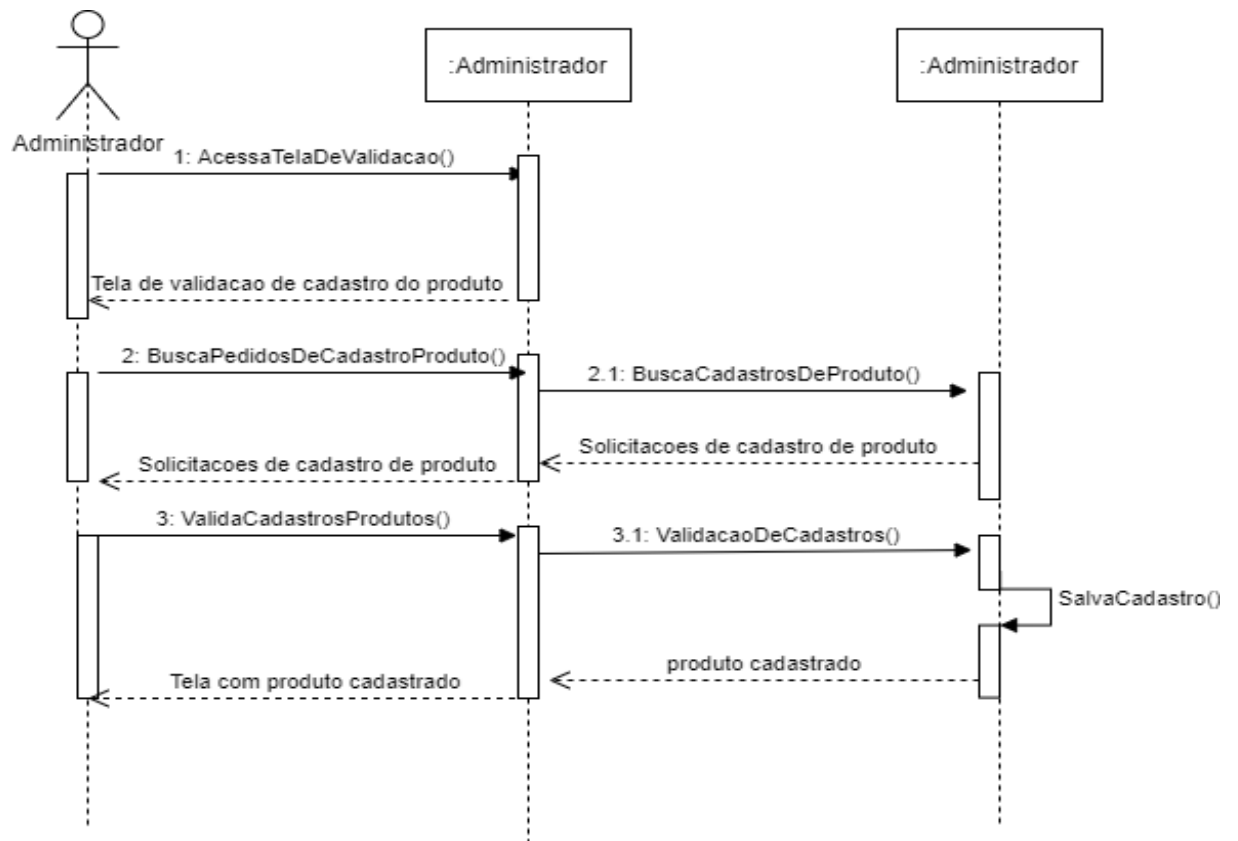 :Administrador
:Administrador
Administrador
1: AcessaTelaDeValidacao()
Tela de validacao de cadastro do produto
2: BuscaPedidosDeCadastroProduto()
2.1: BuscaCadastrosDeProduto()
Solicitacões de cadastro de produto
Solicitacoes de cadastro de produto
3: ValidaCadastrosProdutos()
3.1: ValidacaoDeCadastros()
SalvaCadastro()
produto cadastrado
Tela com produto cadastrado